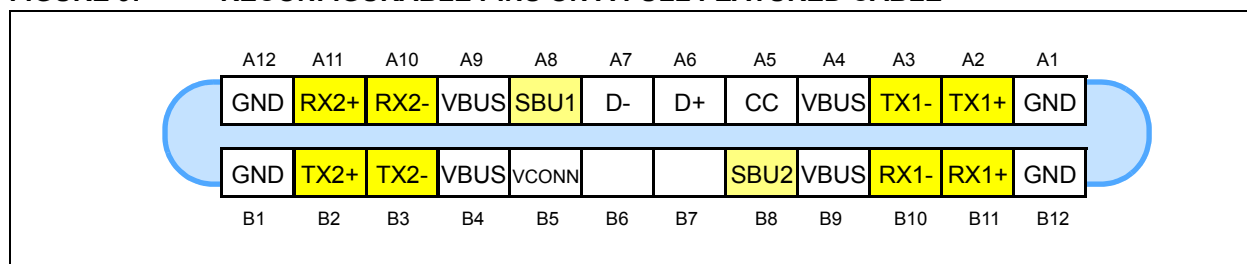 A12 A11 A10 A9 A8 A7 A6 A5 A4 A3 A2 A1
GND RX2+ RX2- VBUS SBU1 D- D+ CC VBUS TX1- TX1+ GND
GND TX2+ TX2- VBUS VCONN SBU2 VBUS RX1- RX1+ GND
B1 B2 B3 B4 B5 B6 B7 B8 B9 B10 B11 B12